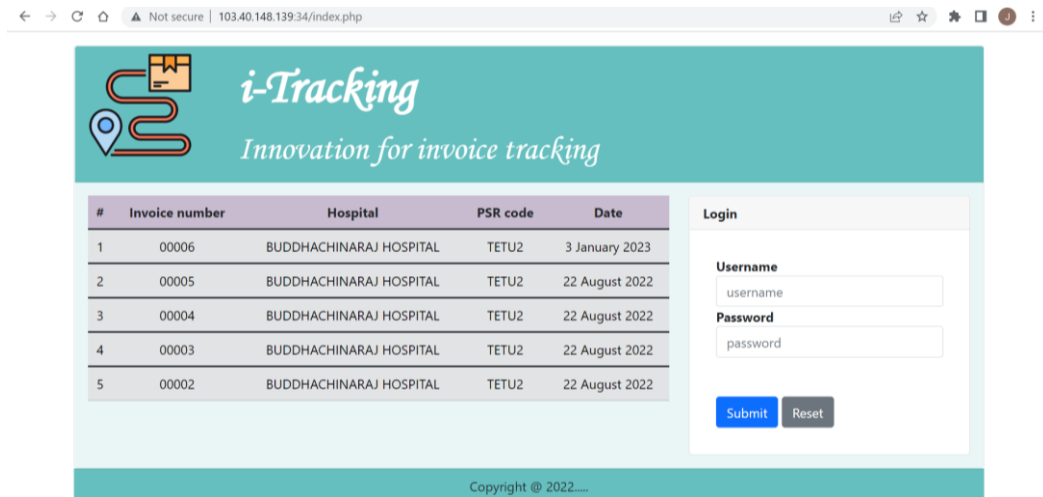 Not secure | 103.40.148.139:34/index.php
J
i-Tracking
Innovation for invoice tracking
# Invoice number Hospital PSR code Date
1 00006 BUDDHACHINARAJ HOSPITAL TETU2 3 January 2023
2 00005 BUDDHACHINARAJ HOSPITAL TETU2 22 August 2022
3 00004 BUDDHACHINARAJ HOSPITAL TETU2 22 August 2022
4 00003 BUDDHACHINARAJ HOSPITAL TETU2 22 August 2022
5 00002 BUDDHACHINARAJ HOSPITAL TETU2 22 August 2022
Login
Username
username
Password
password
Submit Reset
Copyright @ 2022.....